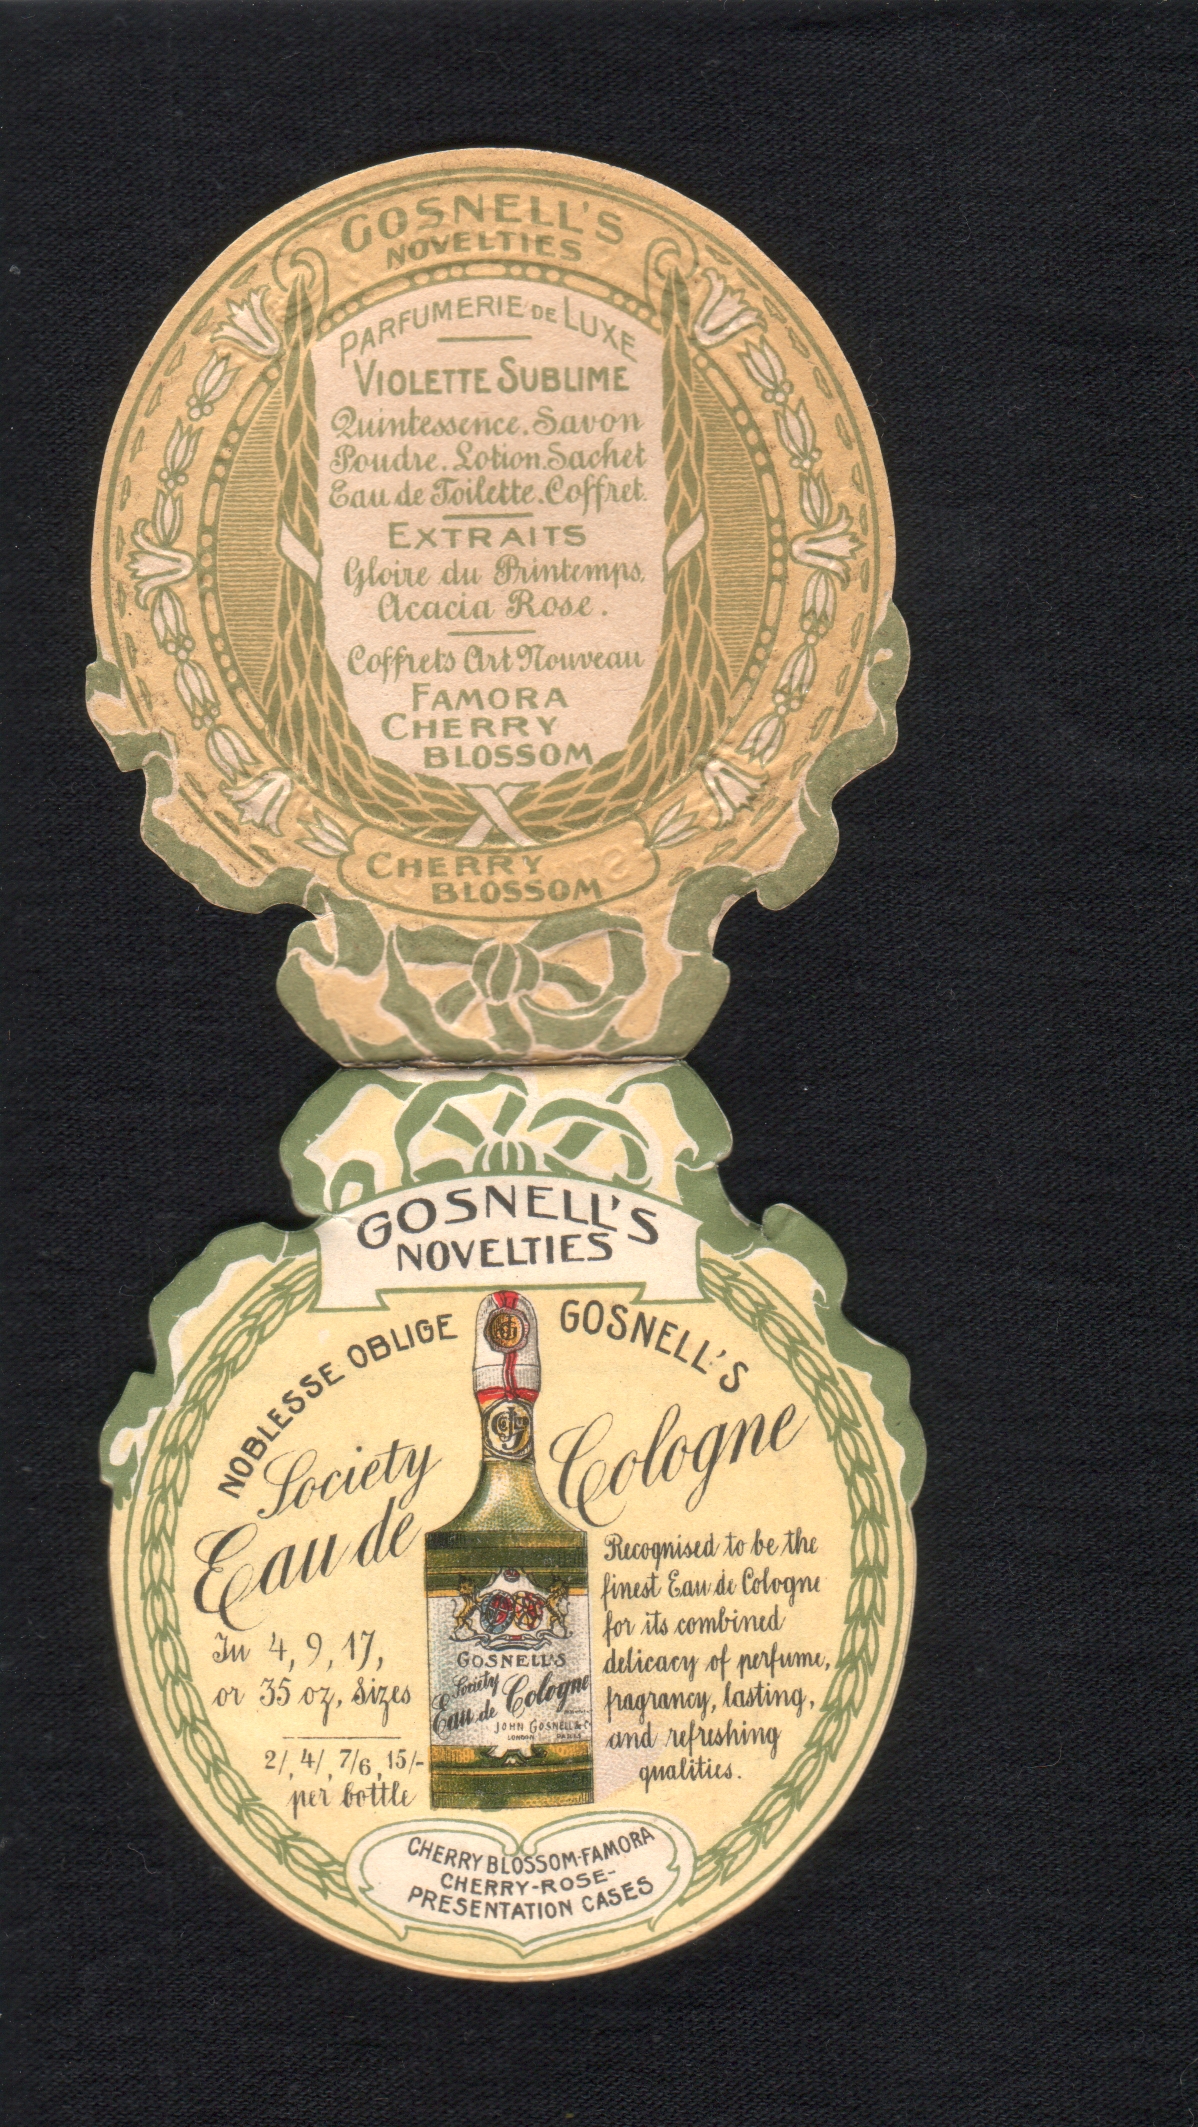 GOSNELL'S
NOVELTIES
PARFUMERIE DE LUXE
VIOLETTE SUBLIME
Quintessence. Savon
Poudre. Lotion. Sachet
Eau de Toilette. Coffret.
EXTRAITS
Gloire du Printemps.
Acacia Rose.
Coffrets Art Nouveau
FAMORA
CHERRY
BLOSSOM
CHERRY
BLOSSOM
GOSNELL'S
NOVELTIES
NOBLESSE OBLIGE
GOSNELL'S
Society
Eau de
Cologne
In 4, 9, 17,
or 35 oz, Sizes
2/, 4/, 7/6, 15/-
per bottle
GOSNELL'S
Society
Eau de Cologne
JOHN GOSNELL & Co
LONDON PARIS
Recognised to be the
finest Eau de Cologne
for its combined
delicacy of perfume,
fragrancy, lasting,
and refreshing
qualities.
CHERRY BLOSSOM-FAMORA
CHERRY-ROSE-
PRESENTATION CASES